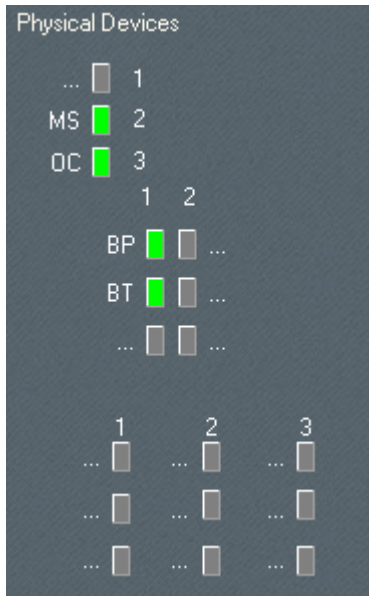 Physical Devices
... 1
MS 2
OC 3
1 2
BP ...
BT ...
... ...
1 2 3
... ... ...
... ... ...
... ... ...